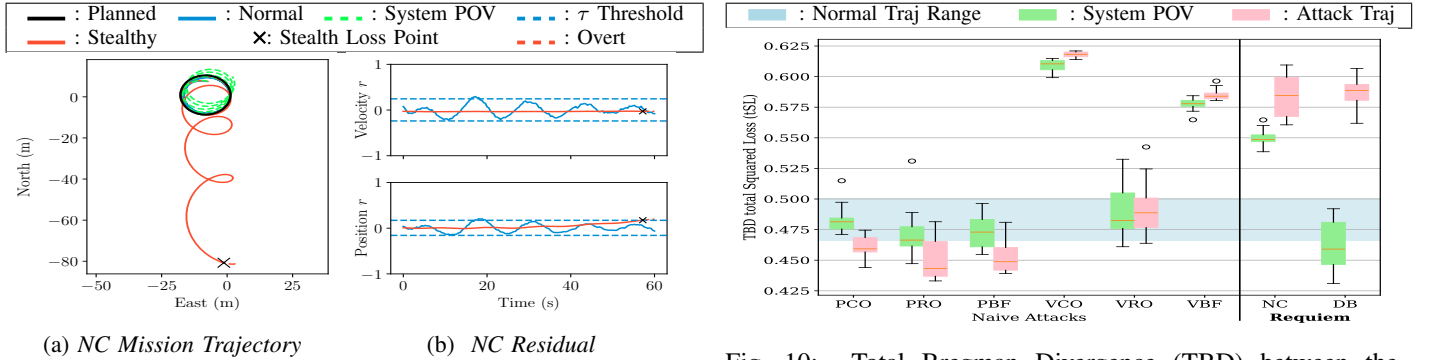 : Planned : Normal : System POV : τ Threshold
: Stealthy ×: Stealth Loss Point : Overt
0
−20
−40
−60
−80
North (m)
−50 −25 0 25
East (m)
(a) NC Mission Trajectory
1
0
−1
Velocity r
1
0
−1
Position r
0 20 40 60
Time (s)
(b) NC Residual
: Normal Traj Range : System POV : Attack Traj
0.625
0.600
0.575
0.550
0.525
0.500
0.475
0.450
0.425
TBD total Squared Loss (tSL)
PCO PRO PBF VCO VRO VBF NC DB
Naive Attacks Requiem
Fig. 10: Total Bregman Divergence (TBD) between the